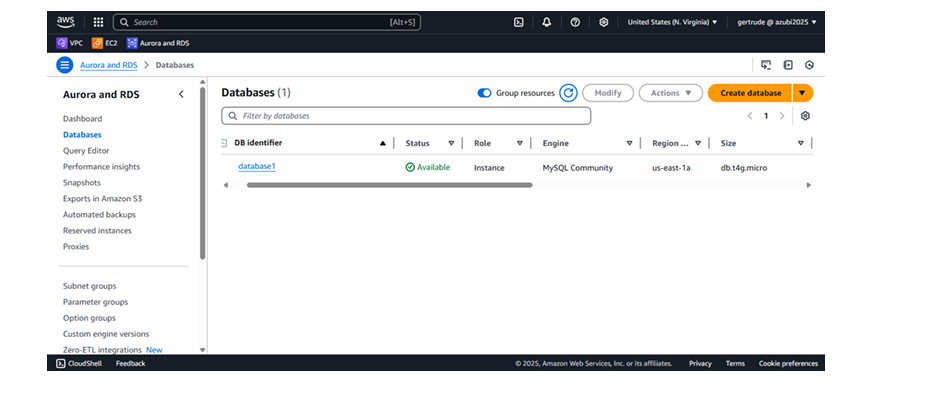 aws Search [Alt+S] United States (N. Virginia) gertrude @ azubi2025
VPC EC2 Aurora and RDS
Aurora and RDS > Databases
Aurora and RDS
Dashboard
Databases
Query Editor
Performance insights
Snapshots
Exports in Amazon S3
Automated backups
Reserved instances
Proxies
Subnet groups
Parameter groups
Option groups
Custom engine versions
Zero-ETL integrations New
Databases (1) Group resources Modify Actions Create database
Filter by databases 1
DB identifier Status Role Engine Region ... Size
database1 Available Instance MySQL Community us-east-1a db.t4g.micro
CloudShell Feedback © 2025, Amazon Web Services, Inc. or its affiliates. Privacy Terms Cookie preferences